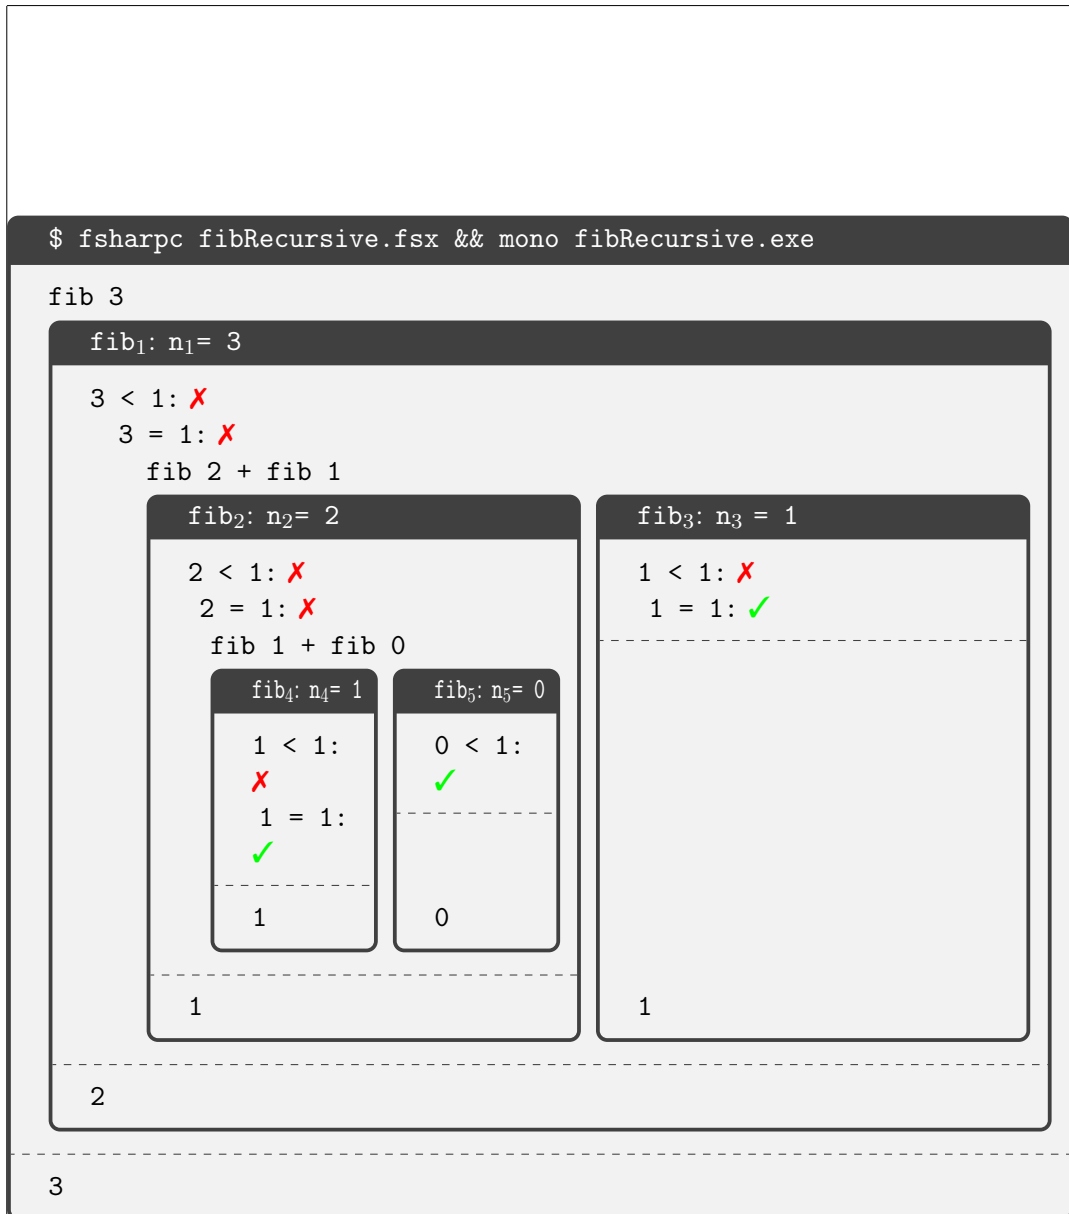 $ fsharpc fibRecursive.fsx && mono fibRecursive.exe
fib 3
fib₁: n₁= 3
3 < 1: ✗
3 = 1: ✗
fib 2 + fib 1
fib₂: n₂= 2
2 < 1: ✗
2 = 1: ✗
fib 1 + fib 0
fib₄: n₄= 1
1 < 1:
✗
1 = 1:
✓
1
fib₅: n₅= 0
0 < 1:
✓
0
1
fib₃: n₃ = 1
1 < 1: ✗
1 = 1: ✓
1
2
3